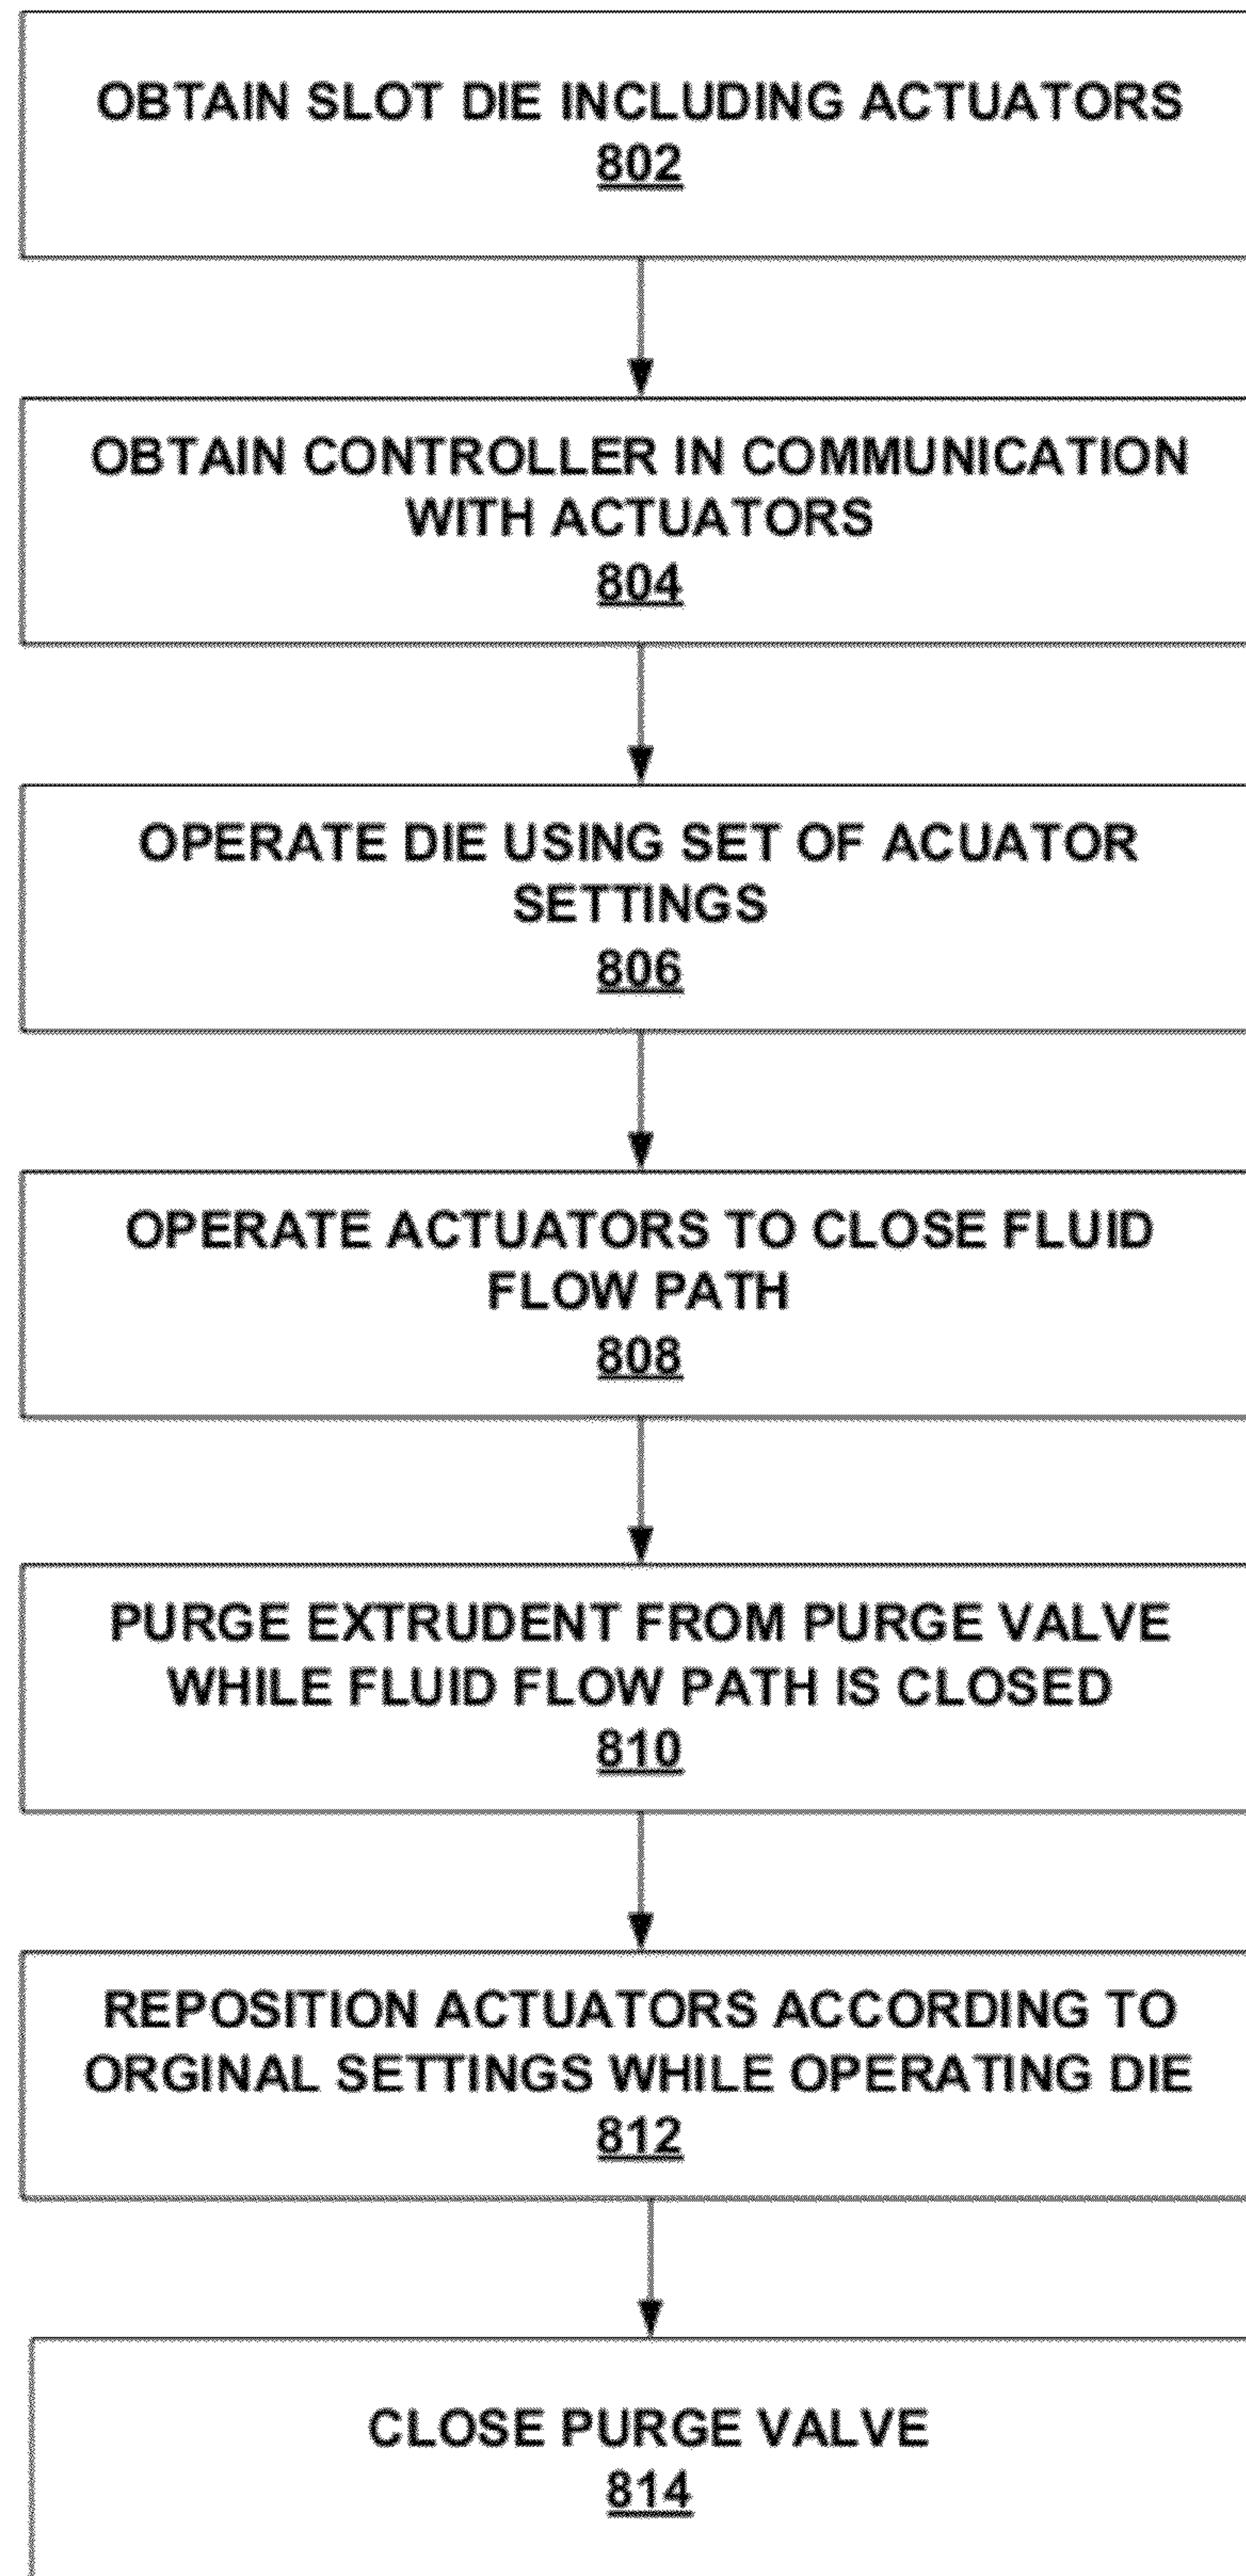 OBTAIN SLOT DIE INCLUDING ACTUATORS
802
OBTAIN CONTROLLER IN COMMUNICATION
WITH ACTUATORS
804
OPERATE DIE USING SET OF ACUATOR
SETTINGS
806
OPERATE ACTUATORS TO CLOSE FLUID
FLOW PATH
808
PURGE EXTRUDENT FROM PURGE VALVE
WHILE FLUID FLOW PATH IS CLOSED
810
REPOSITION ACTUATORS ACCORDING TO
ORGINAL SETTINGS WHILE OPERATING DIE
812
CLOSE PURGE VALVE
814